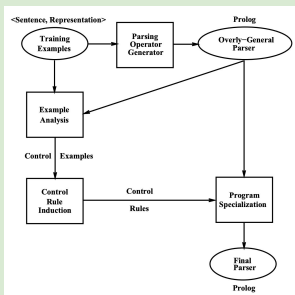 <Sentence, Representation>
Prolog
Training
Examples
Parsing
Operator
Generator
Overly-General
Parser
Example
Analysis
Control Examples
Control
Rule
Induction
Control
Rules
Program
Specialization
Final
Parser
Prolog